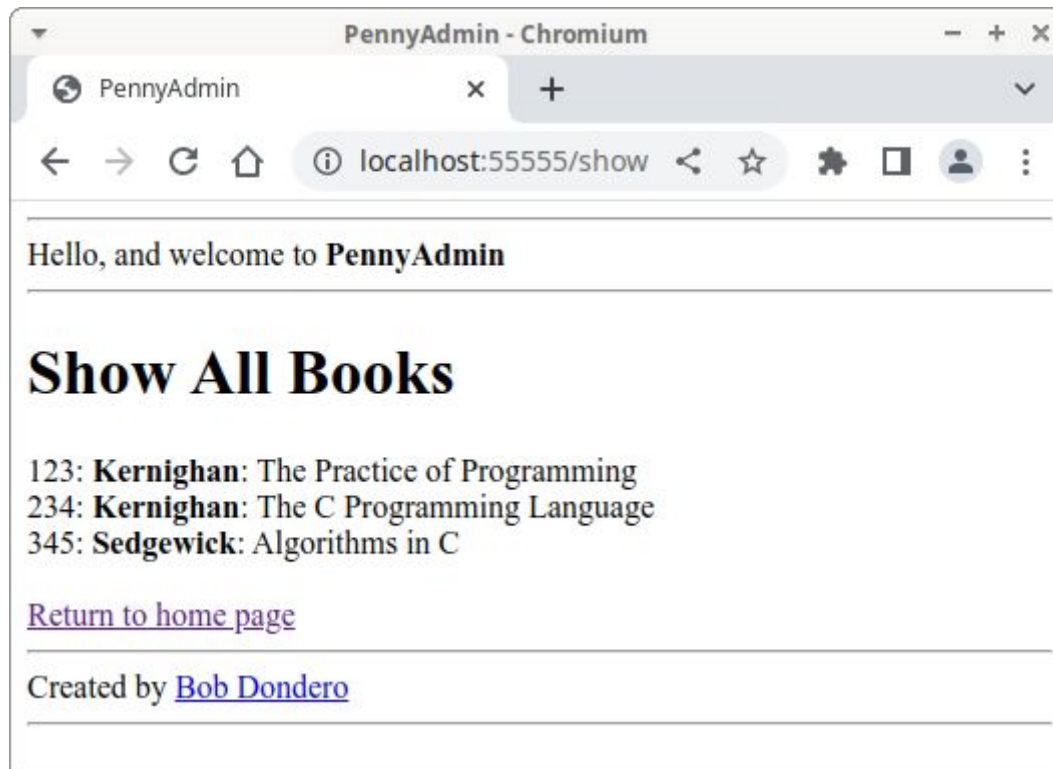 PennyAdmin - Chromium
PennyAdmin
localhost:55555/show
Hello, and welcome to PennyAdmin
Show All Books
123: Kernighan: The Practice of Programming
234: Kernighan: The C Programming Language
345: Sedgewick: Algorithms in C
Return to home page
Created by Bob Dondero